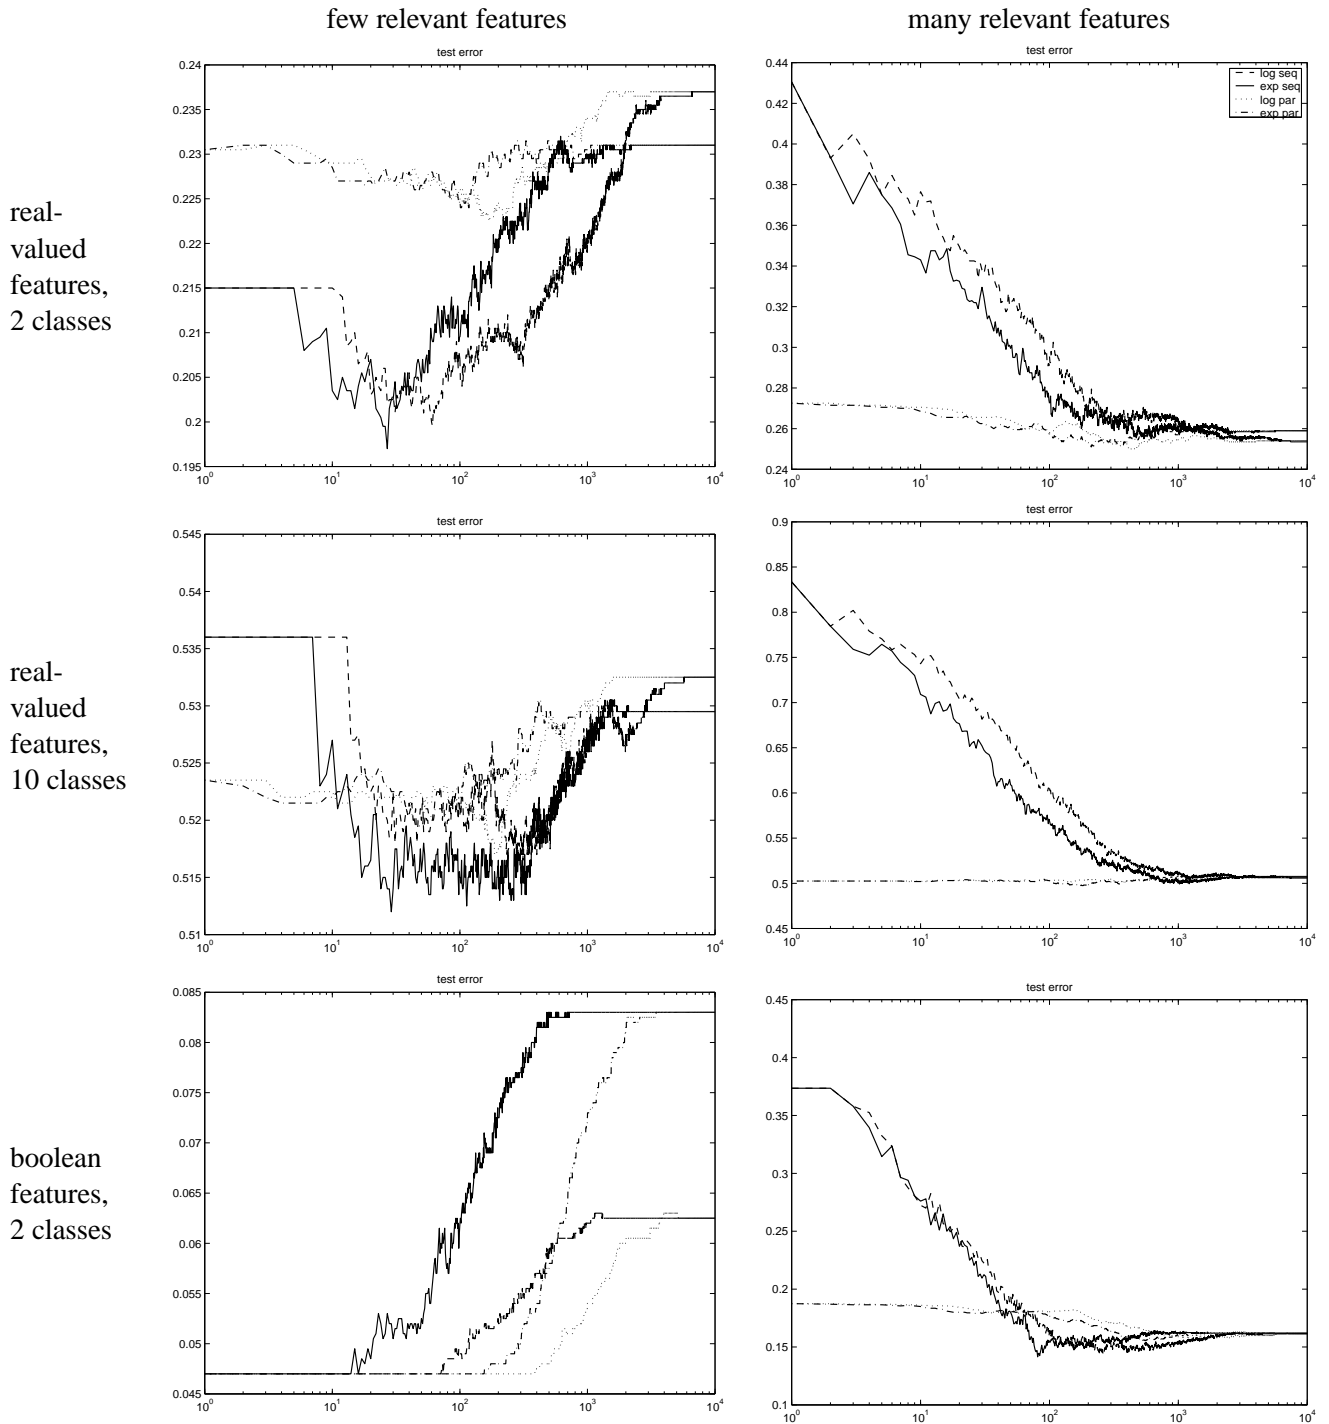 few relevant features
many relevant features
real-
valued
features,
2 classes
test error
0.24
0.235
0.23
0.225
0.22
0.215
0.21
0.205
0.2
0.195
10^0 10^1 10^2 10^3 10^4
test error
0.44
0.42
0.4
0.38
0.36
0.34
0.32
0.3
0.28
0.26
0.24
10^0 10^1 10^2 10^3 10^4
log seq
exp seq
log par
exp par
real-
valued
features,
10 classes
test error
0.545
0.54
0.535
0.53
0.525
0.52
0.515
0.51
10^0 10^1 10^2 10^3 10^4
test error
0.9
0.85
0.8
0.75
0.7
0.65
0.6
0.55
0.5
0.45
10^0 10^1 10^2 10^3 10^4
boolean
features,
2 classes
test error
0.085
0.08
0.075
0.07
0.065
0.06
0.055
0.05
0.045
10^0 10^1 10^2 10^3 10^4
test error
0.45
0.4
0.35
0.3
0.25
0.2
0.15
0.1
10^0 10^1 10^2 10^3 10^4